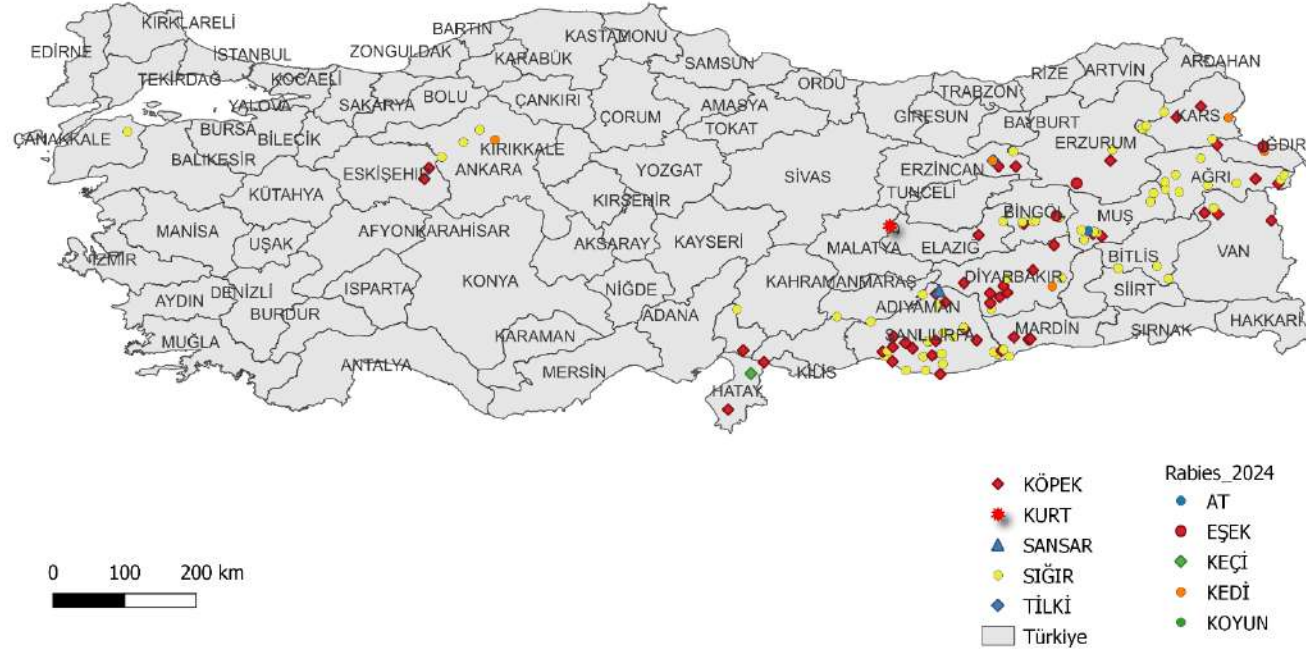 KIRKLARELİ
EDİRNE
İSTANBUL
TEKİRDAĞ
KOCAELİ
YALOVA
ZONGULDAK
BARTIN
KASTAMONU
KARABÜK
SAMSUN
ORDU
RİZE
ARTVİN
ARDAHAN
TRABZON
GİRESUN
BAYBURT
KARS
SAKARYA
BOLU
ÇANKIRI
ÇORUM
AMASYA
TOKAT
ERZURUM
IĞDIR
ÇANAKKALE
BURSA
BİLECİK
BALIKESİR
ESKİŞEHİR
ANKARA
KIRIKKALE
YOZGAT
SİVAS
ERZİNCAN
TUNCELİ
AĞRI
KÜTAHYA
KIRŞEHİR
BİNGÖL
MUŞ
MANİSA
UŞAK
AFYONKARAHİSAR
AKSARAY
KAYSERİ
MALATYA
ELAZIG
BİTLİS
VAN
İZMİR
AYDIN
DENİZLİ
ISPARTA
KONYA
NİĞDE
KAHRAMANMARAŞ
DİYARBAKIR
SİİRT
BURDUR
ADANA
ADIYAMAN
MUĞLA
ANTALYA
KARAMAN
MERSİN
ŞANLIURFA
MARDİN
ŞIRNAK
HAKKARİ
HATAY
KİLİS
KÖPEK
KURT
SANSAR
SIĞIR
TİLKİ
Türkiye
Rabies_2024
AT
EŞEK
KEÇİ
KEDİ
KOYUN
0 100 200 km